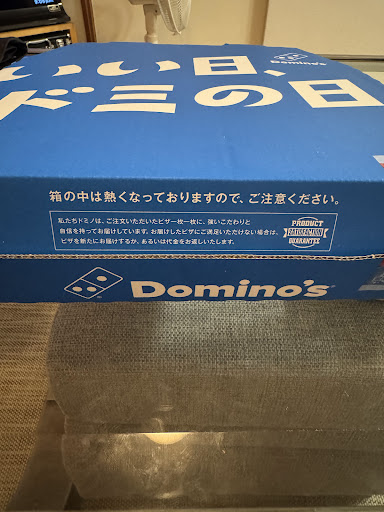 いい日、
Domino's
ドミの日
箱の中は熱くなっておりますので、ご注意ください。
私たちドミノは、ご注文いただいたピザ一枚一枚に、強いこだわりと
自信を持ってお届けしています。お届けしたピザにご満足いただけない場合は、
ピザを新たにお届けするか、あるいは代金をお返しいたします。
PRODUCT
SATISFACTION
GUARANTEE
Domino's